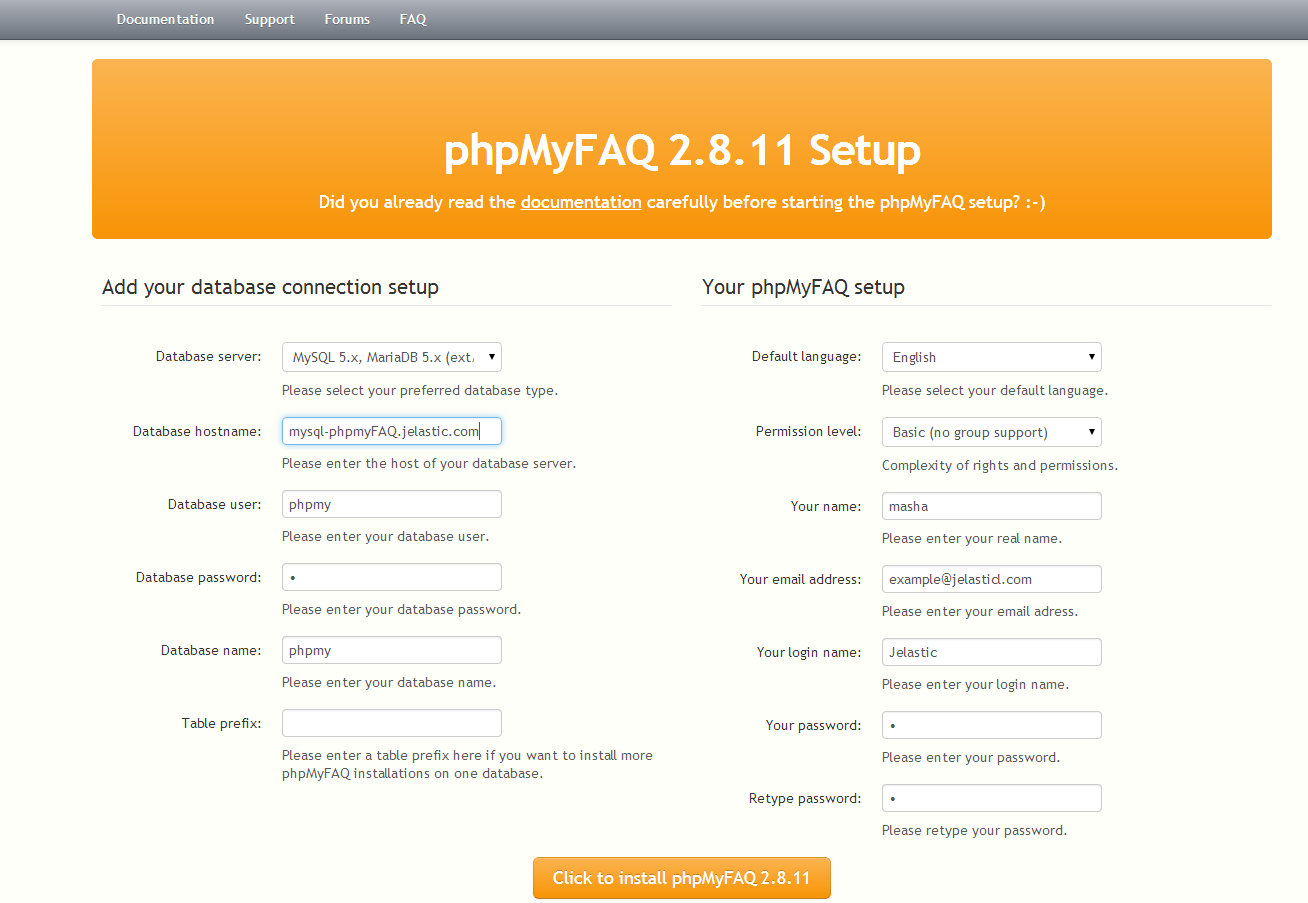 Documentation Support Forums FAQ
phpMyFAQ 2.8.11 Setup
Did you already read the documentation carefully before starting the phpMyFAQ setup? :-)
Add your database connection setup
Database server: MySQL 5.x, MariaDB 5.x (ext/
Please select your preferred database type.
Database hostname: mysql-phpmyFAQ.jelastic.com
Please enter the host of your database server.
Database user: phpmy
Please enter your database user.
Database password: •
Please enter your database password.
Database name: phpmy
Please enter your database name.
Table prefix:
Please enter a table prefix here if you want to install more
phpMyFAQ installations on one database.
Your phpMyFAQ setup
Default language: English
Please select your default language.
Permission level: Basic (no group support)
Complexity of rights and permissions.
Your name: masha
Please enter your real name.
Your email address: example@jelasticl.com
Please enter your email adress.
Your login name: Jelastic
Please enter your login name.
Your password: •
Please enter your password.
Retype password: •
Please retype your password.
Click to install phpMyFAQ 2.8.11